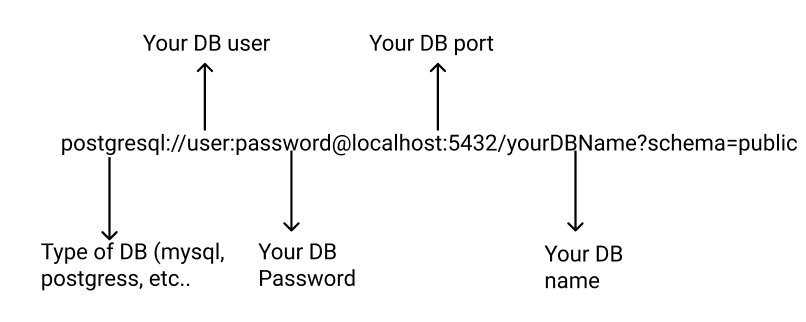 Your DB user
Your DB port
postgresql://user:password@localhost:5432/yourDBName?schema=public
Type of DB (mysql,
postgress, etc..
Your DB
Password
Your DB
name